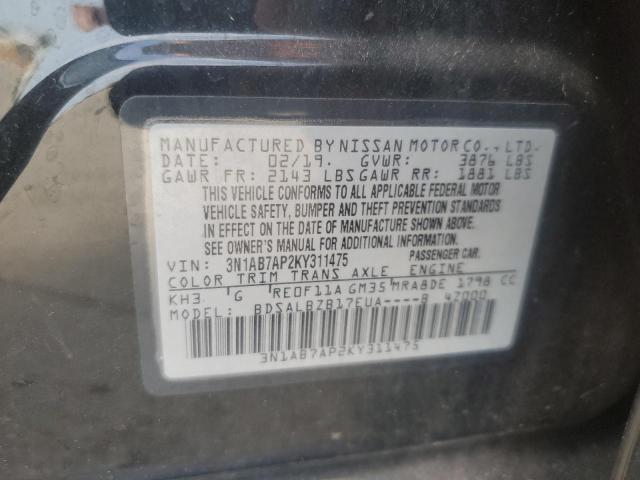 MANUFACTURED BY NISSAN MOTOR CO., LTD.
DATE: 02/19. GVWR: 3876 LBS
GAWR FR: 2143 LBS GAWR RR: 1881 LBS
THIS VEHICLE CONFORMS TO ALL APPLICABLE FEDERAL MOTOR
VEHICLE SAFETY, BUMPER AND THEFT PREVENTION STANDARDS
IN EFFECT ON THE DATE OF MANUFACTURE SHOWN ABOVE.
SEE OWNER'S MANUAL FOR ADDITIONAL INFORMATION.
VIN: 3N1AB7AP2KY311475 PASSENGER CAR.
COLOR TRIM TRANS AXLE ENGINE
KH3. G RE0F11A GM35 MRA8DE 1798 CC
MODEL: BDSALBZB17EUA----B 47000
3N1AB7AP2KY311475